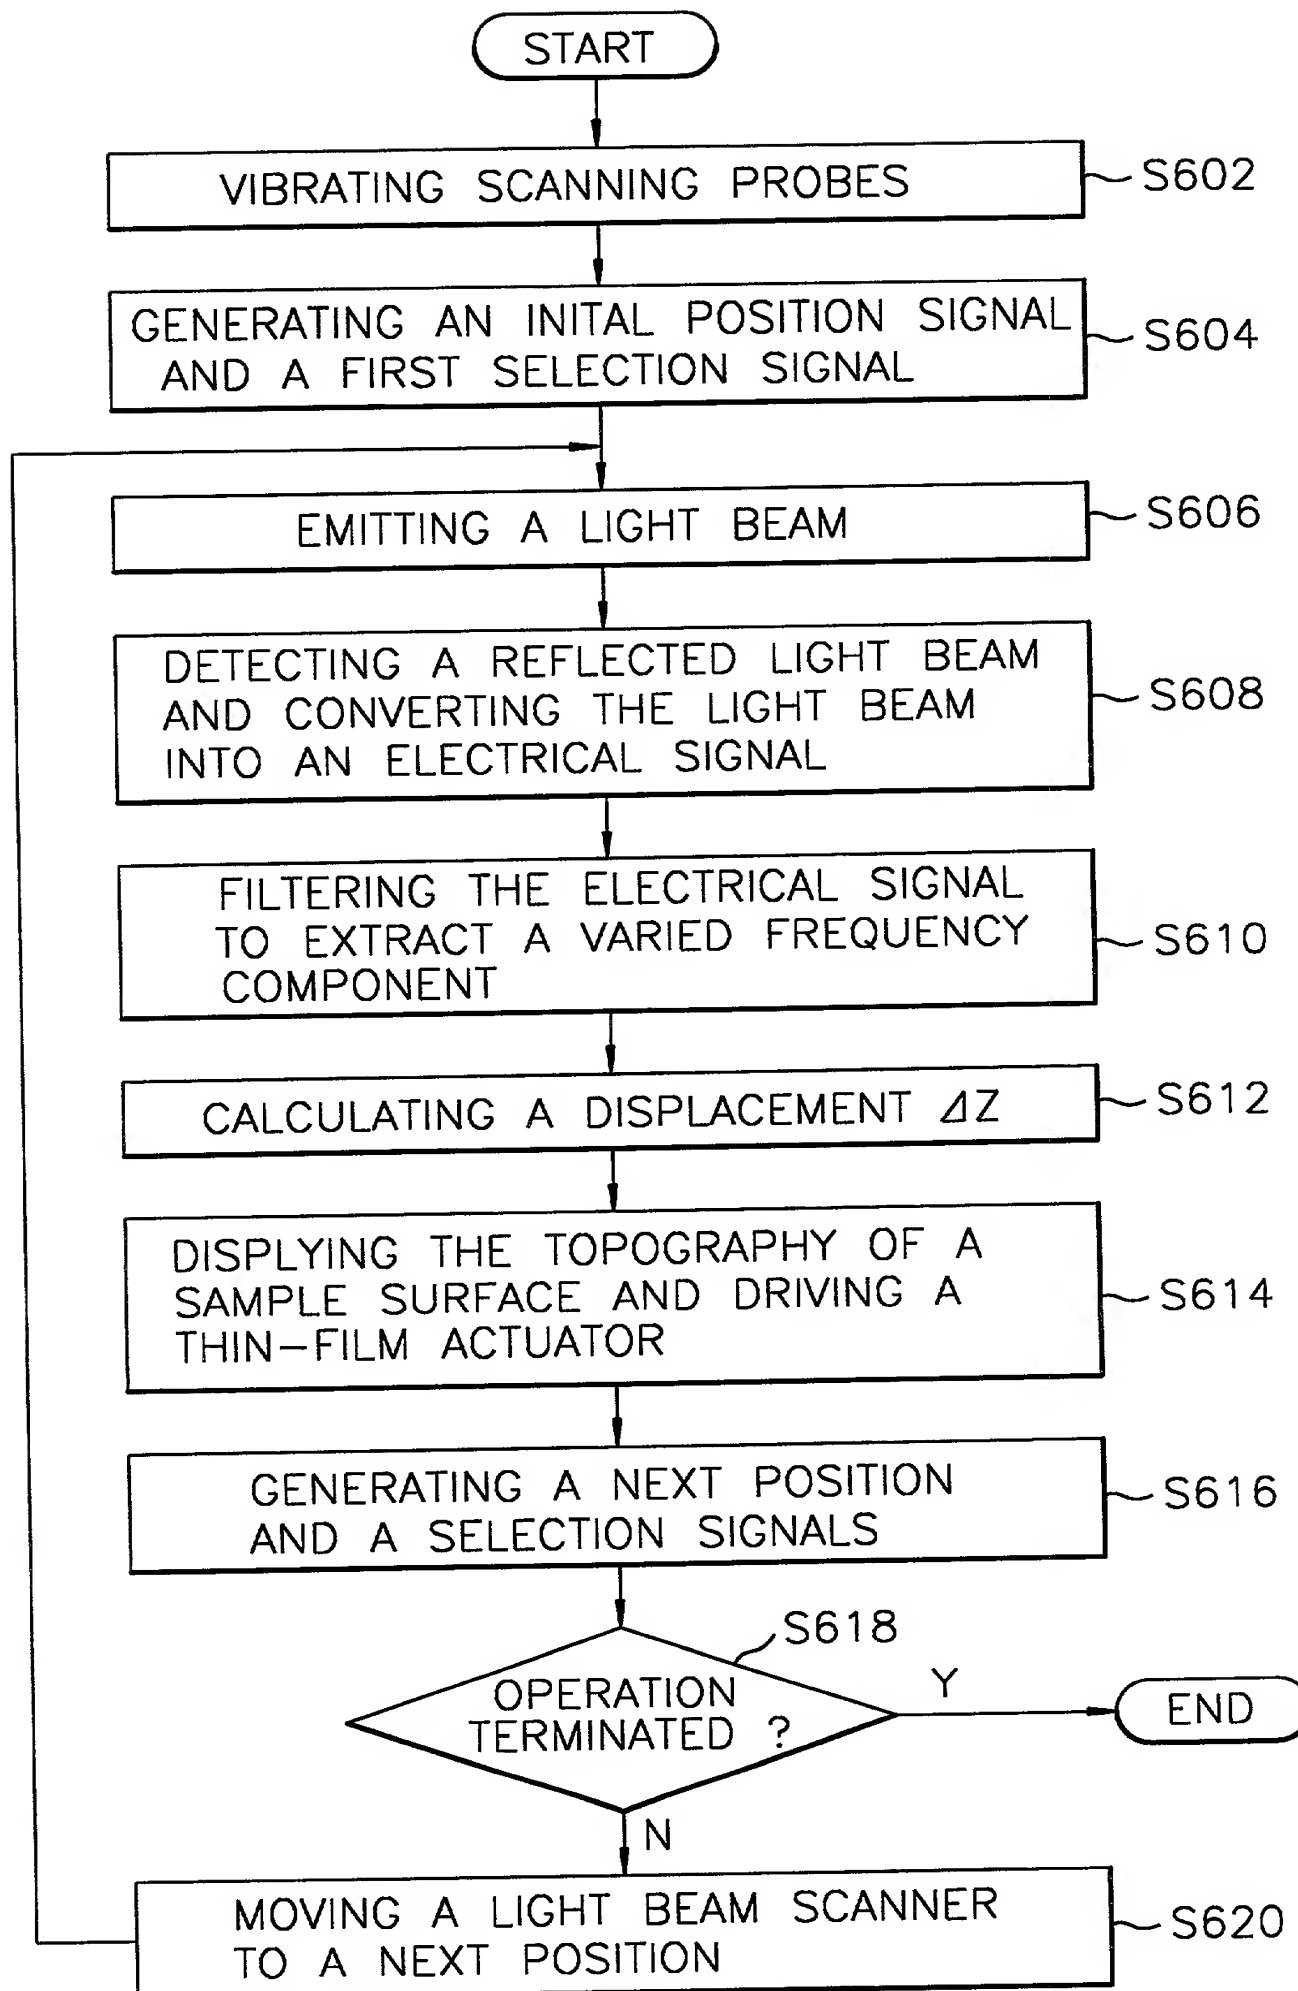 START
VIBRATING SCANNING PROBES
S602
GENERATING AN INITAL POSITION SIGNAL
AND A FIRST SELECTION SIGNAL
S604
EMITTING A LIGHT BEAM
S606
DETECTING A REFLECTED LIGHT BEAM
AND CONVERTING THE LIGHT BEAM
INTO AN ELECTRICAL SIGNAL
S608
FILTERING THE ELECTRICAL SIGNAL
TO EXTRACT A VARIED FREQUENCY
COMPONENT
S610
CALCULATING A DISPLACEMENT ΔZ
S612
DISPLYING THE TOPOGRAPHY OF A
SAMPLE SURFACE AND DRIVING A
THIN-FILM ACTUATOR
S614
GENERATING A NEXT POSITION
AND A SELECTION SIGNALS
S616
S618
OPERATION
TERMINATED ?
Y
END
N
MOVING A LIGHT BEAM SCANNER
TO A NEXT POSITION
S620